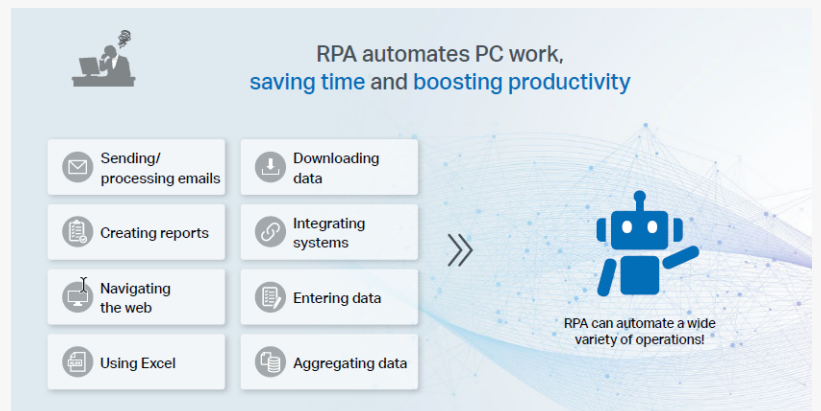 RPA automates PC work,
saving time and boosting productivity
Sending/
processing emails
Downloading
data
Creating reports
Integrating
systems
Navigating
the web
Entering data
Using Excel
Aggregating data
RPA can automate a wide
variety of operations!